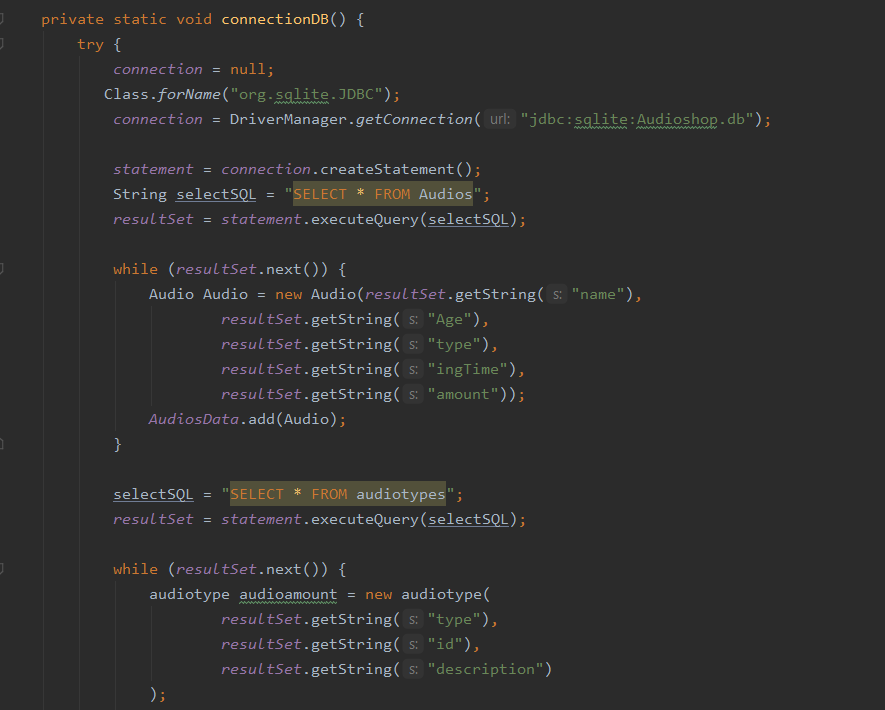 private static void connectionDB() {
try {
connection = null;
Class.forName("org.sqlite.JDBC");
connection = DriverManager.getConnection( url: "jdbc:sqlite:Audioshop.db");
statement = connection.createStatement();
String selectSQL = "SELECT * FROM Audios";
resultSet = statement.executeQuery(selectSQL);
while (resultSet.next()) {
Audio Audio = new Audio(resultSet.getString( s: "name"),
resultSet.getString( s: "Age"),
resultSet.getString( s: "type"),
resultSet.getString( s: "ingTime"),
resultSet.getString( s: "amount"));
AudiosData.add(Audio);
}
selectSQL = "SELECT * FROM audiotypes";
resultSet = statement.executeQuery(selectSQL);
while (resultSet.next()) {
audiotype audioamount = new audiotype(
resultSet.getString( s: "type"),
resultSet.getString( s: "id"),
resultSet.getString( s: "description")
);